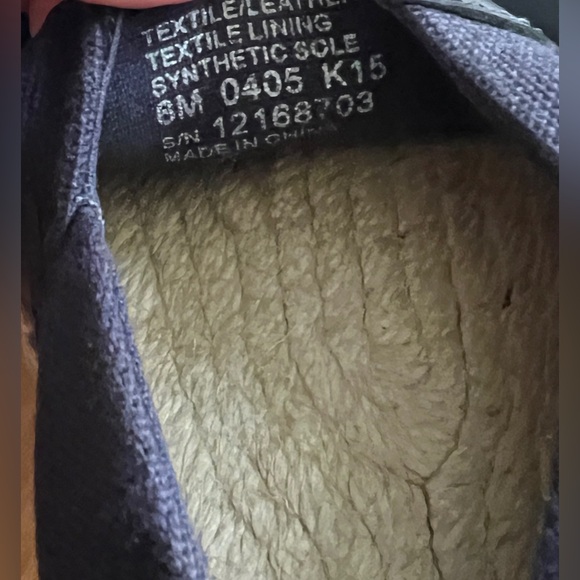 TEXTILE/LEATHER
TEXTILE LINING
SYNTHETIC SOLE
8M 0405 K15
S/N 12168703
MADE IN CHINA